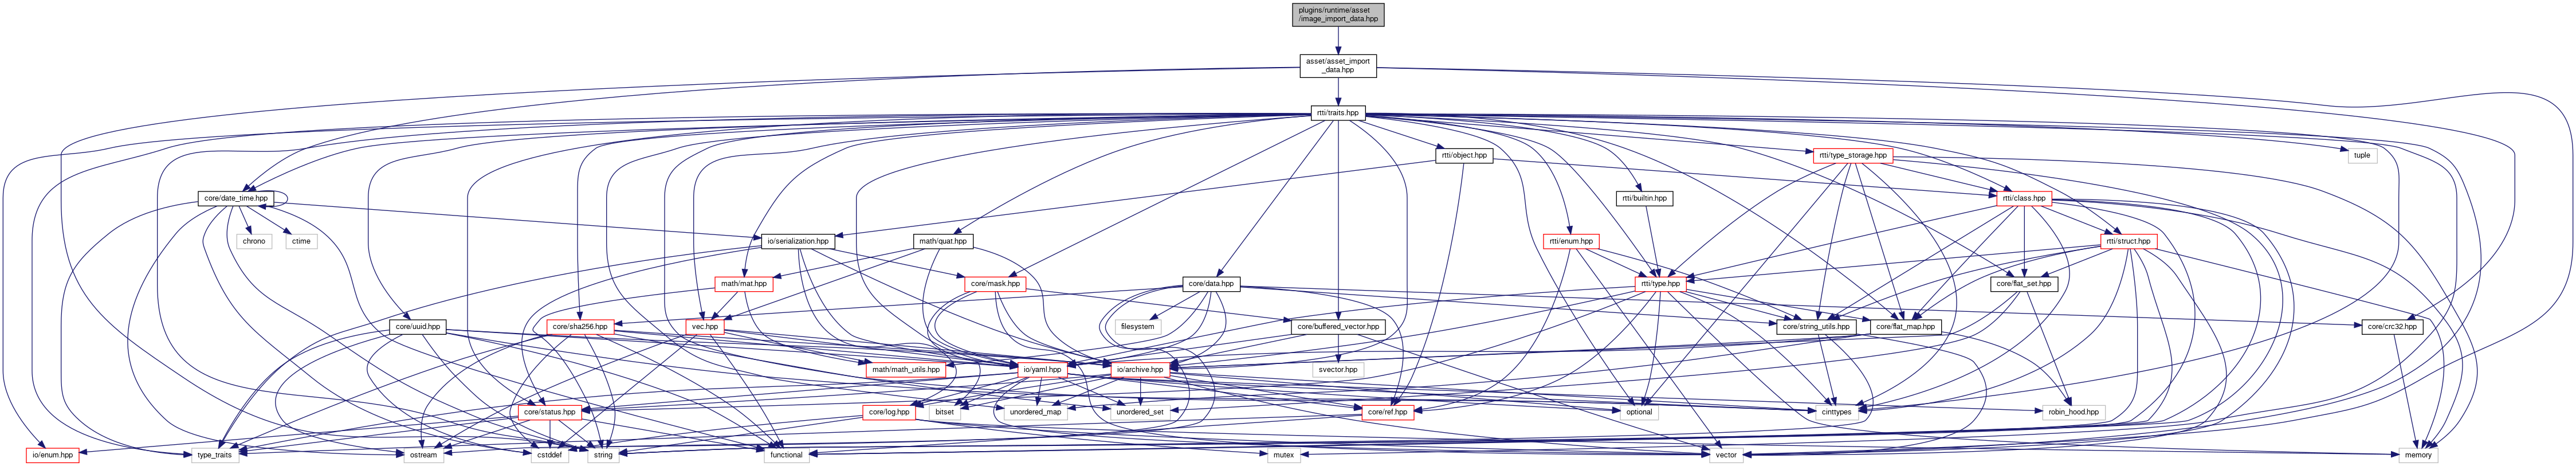 plugins/runtime/asset
/image_import_data.hpp
asset/asset_import
_data.hpp
rtti/traits.hpp
rtti/object.hpp
rtti/type_storage.hpp
tuple
core/date_time.hpp
rtti/builtin.hpp
rtti/class.hpp
chrono
ctime
io/serialization.hpp
math/quat.hpp
rtti/enum.hpp
rtti/struct.hpp
math/mat.hpp
core/mask.hpp
core/data.hpp
rtti/type.hpp
core/flat_set.hpp
core/uuid.hpp
core/sha256.hpp
vec.hpp
filesystem
core/buffered_vector.hpp
core/string_utils.hpp
core/flat_map.hpp
core/crc32.hpp
math/math_utils.hpp
io/yaml.hpp
io/archive.hpp
svector.hpp
core/status.hpp
core/log.hpp
bitset
unordered_map
unordered_set
core/ref.hpp
optional
cinttypes
robin_hood.hpp
io/enum.hpp
type_traits
ostream
cstddef
string
functional
mutex
vector
memory